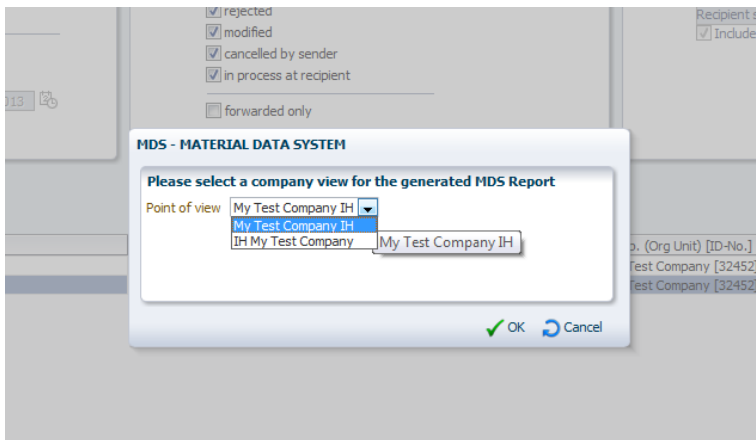 rejected
Recipient s
modified
Include
cancelled by sender
in process at recipient
013
forwarded only
MDS - MATERIAL DATA SYSTEM
Please select a company view for the generated MDS Report
Point of view My Test Company IH
My Test Company IH
IH My Test Company
My Test Company IH
o. (Org Unit) [ID-No.]
Test Company [32452]
Test Company [32452]
OK Cancel